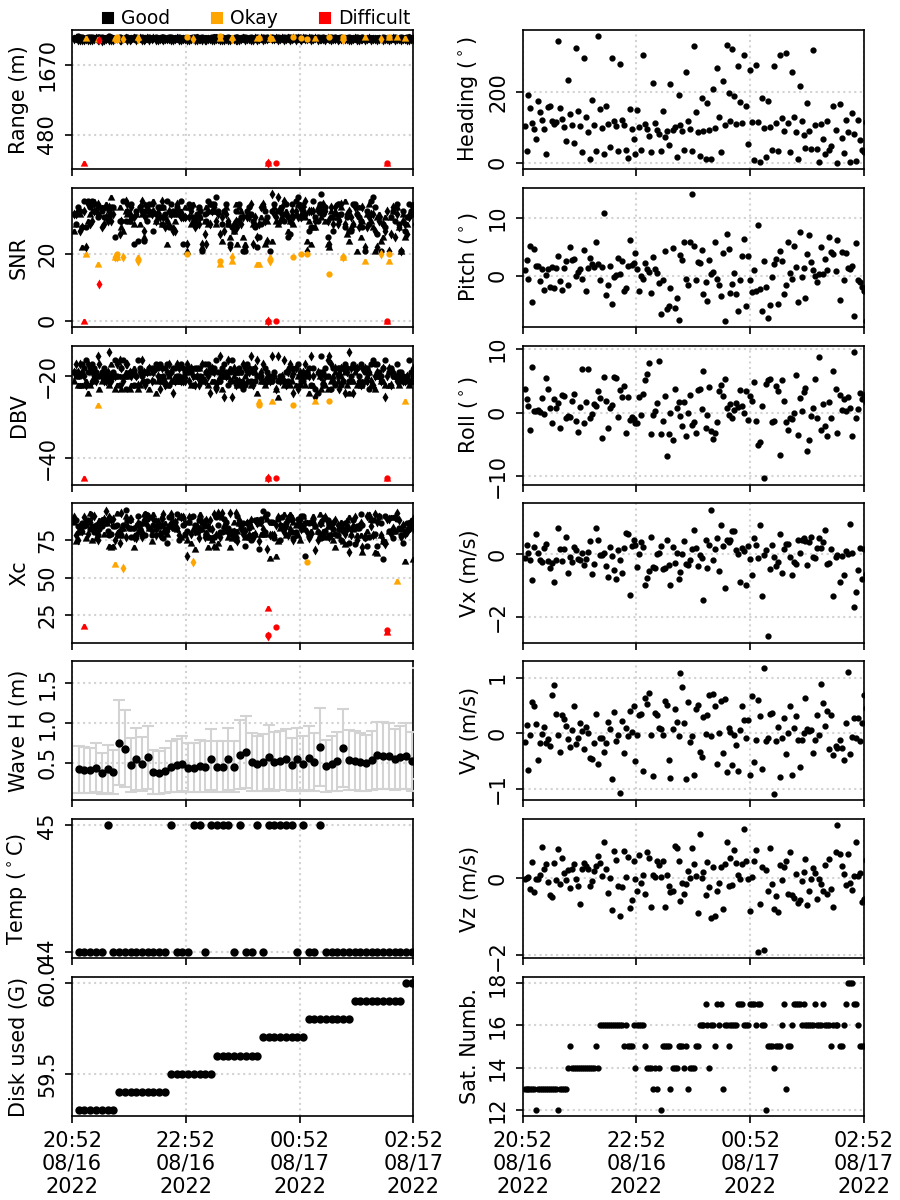 Good Okay Difficult
Range (m)
1670
480
Heading (°)
200
0
SNR
20
0
Pitch (°)
10
0
DBV
−20
−40
Roll (°)
10
0
−10
Xc
75
50
25
Vx (m/s)
0
−2
Wave H (m)
1.5
1.0
0.5
Vy (m/s)
1
0
−1
Temp (°C)
45
44
Vz (m/s)
0
−2
Disk used (G)
60.0
59.5
Sat. Numb.
18
16
14
12
20:52 22:52 00:52 02:52
08/16 08/16 08/17 08/17
2022 2022 2022 2022
20:52 22:52 00:52 02:52
08/16 08/16 08/17 08/17
2022 2022 2022 2022